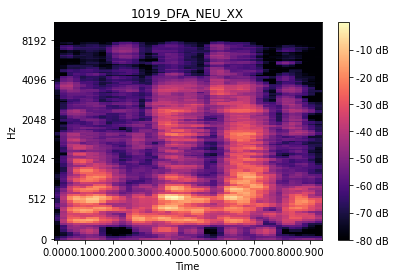 1019_DFA_NEU_XX
8192
4096
2048
1024
512
0
Hz
0.0000.1000.2000.3000.4000.5000.6000.7000.8000.900
Time
-10 dB
-20 dB
-30 dB
-40 dB
-50 dB
-60 dB
-70 dB
-80 dB